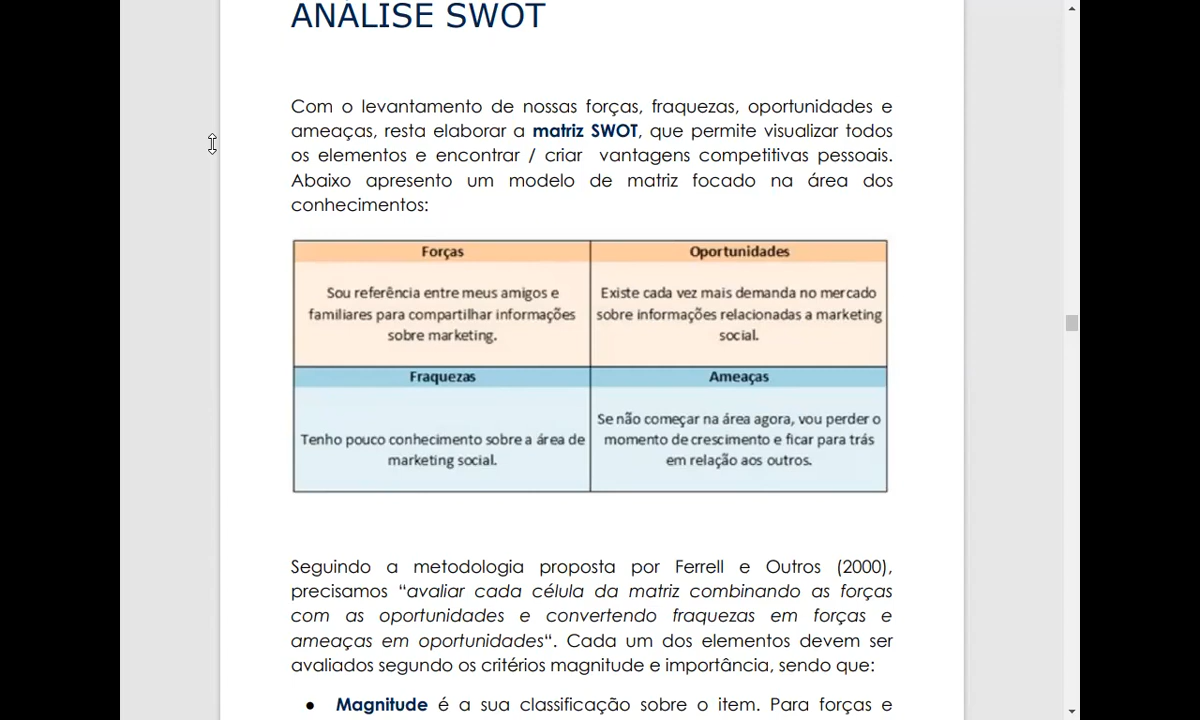 ANÁLISE SWOT
Com o levantamento de nossas forças, fraquezas, oportunidades e
ameaças, resta elaborar a matriz SWOT, que permite visualizar todos
os elementos e encontrar / criar vantagens competitivas pessoais.
Abaixo apresento um modelo de matriz focado na área dos
conhecimentos:
Forças
Sou referência entre meus amigos e
familiares para compartilhar informações
sobre marketing.
Oportunidades
Existe cada vez mais demanda no mercado
sobre informações relacionadas a marketing
social.
Fraquezas
Tenho pouco conhecimento sobre a área de
marketing social.
Ameaças
Se não começar na área agora, vou perder o
momento de crescimento e ficar para trás
em relação aos outros.
Seguindo a metodologia proposta por Ferrell e Outros (2000),
precisamos “avaliar cada célula da matriz combinando as forças
com as oportunidades e convertendo fraquezas em forças e
ameaças em oportunidades“. Cada um dos elementos devem ser
avaliados segundo os critérios magnitude e importância, sendo que:
● Magnitude é a sua classificação sobre o item. Para forças e